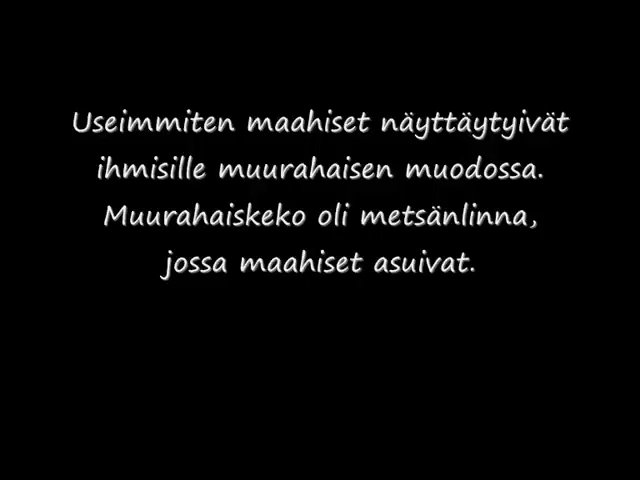 Useimmiten maahiset näyttäytyivät
ihmisille muurahaisen muodossa.
Muurahaiskeko oli metsänlinna,
jossa maahiset asuivat.